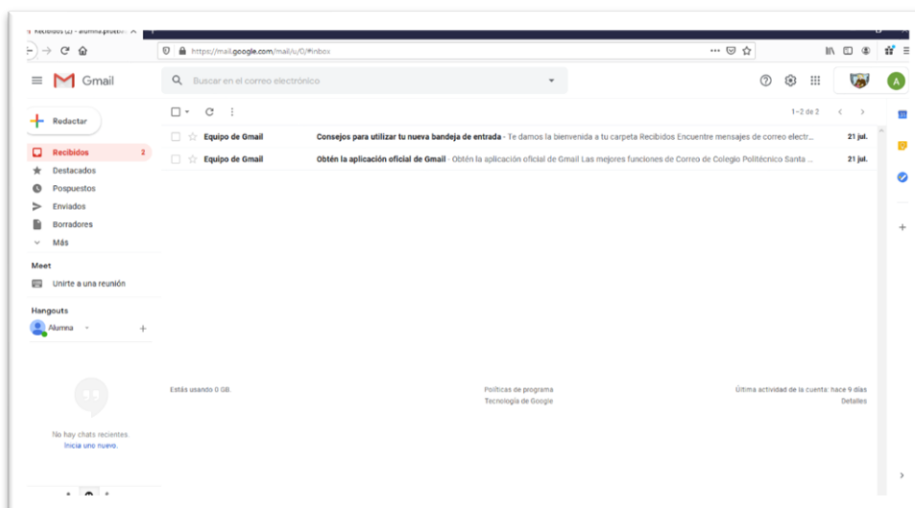 https://mail.google.com/mail/u/0/#inbox
Gmail
Buscar en el correo electrónico
A
Redactar
1-2 de 2
Recibidos 2
Equipo de Gmail Consejos para utilizar tu nueva bandeja de entrada - Te damos la bienvenida a tu carpeta Recibidos Encuentre mensajes de correo electr... 21 jul.
Equipo de Gmail Obtén la aplicación oficial de Gmail - Obtén la aplicación oficial de Gmail Las mejores funciones de Correo de Colegio Politécnico Santa ... 21 jul.
Destacados
Pospuestos
Enviados
Borradores
Más
Meet
Unirte a una reunión
Hangouts
Alumna
Estás usando 0 GB.
Políticas de programa
Tecnología de Google
Última actividad de la cuenta: hace 9 días
Detalles
No hay chats recientes
Inicia uno nuevo.